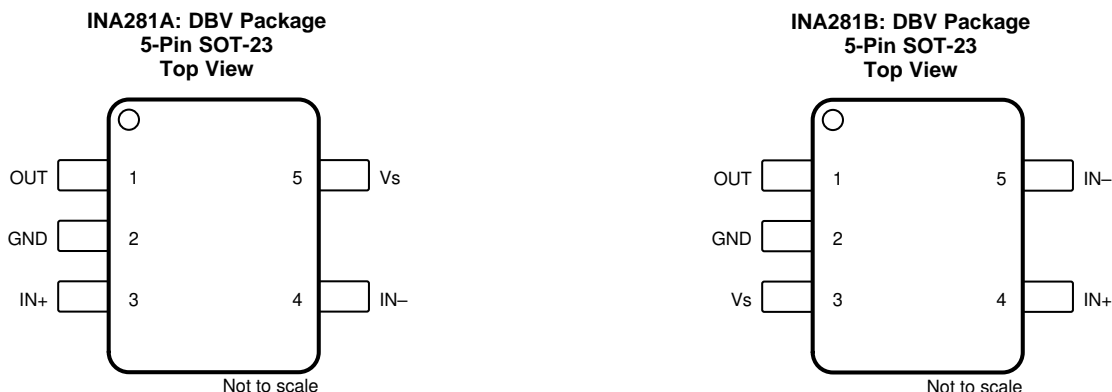 INA281A: DBV Package
5-Pin SOT-23
Top View
OUT 1 5 Vs
GND 2
IN+ 3 4 IN–
Not to scale
INA281B: DBV Package
5-Pin SOT-23
Top View
OUT 1 5 IN–
GND 2
Vs 3 4 IN+
Not to scale